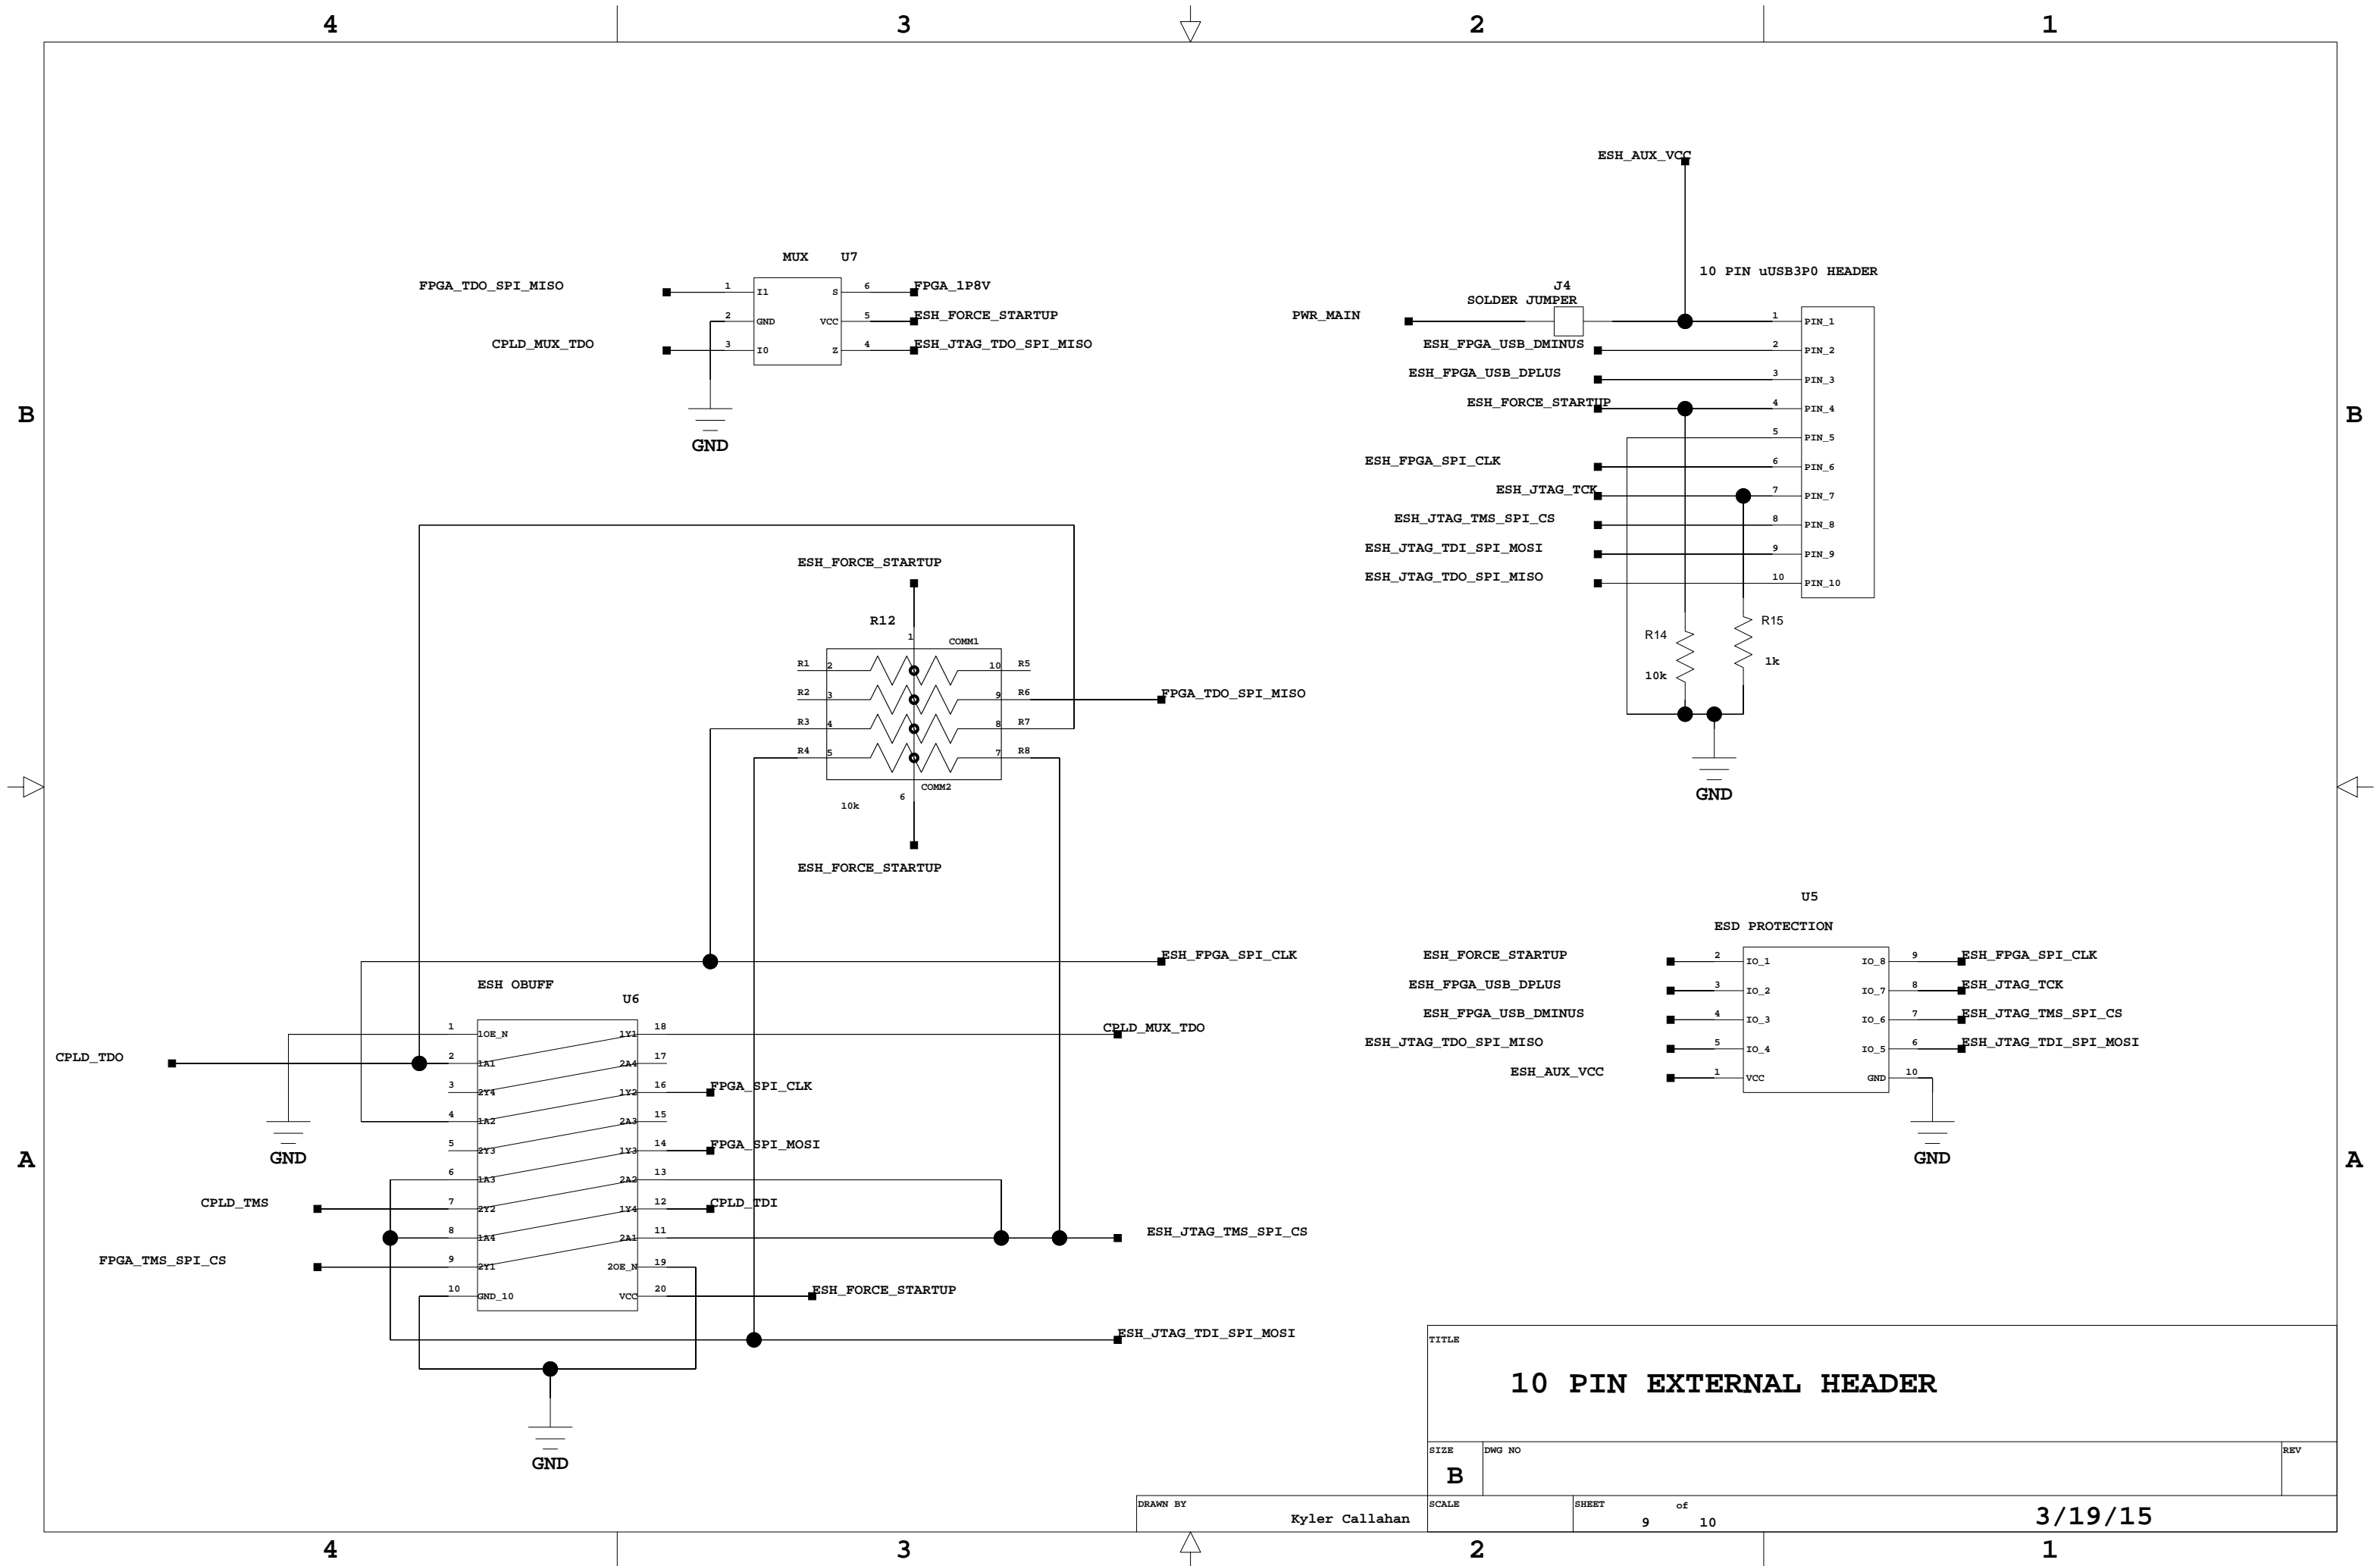 4 3 2 1
ESH_AUX_VCC
MUX U7
FPGA_TDO_SPI_MISO 1 I1 S 6 FPGA_1P8V
2 GND VCC 5 ESH_FORCE_STARTUP
CPLD_MUX_TDO 3 I0 Z 4 ESH_JTAG_TDO_SPI_MISO
GND
10 PIN uUSB3P0 HEADER
J4
SOLDER JUMPER
PWR_MAIN 1 PIN_1
ESH_FPGA_USB_DMINUS 2 PIN_2
ESH_FPGA_USB_DPLUS 3 PIN_3
ESH_FORCE_STARTUP 4 PIN_4
5 PIN_5
ESH_FPGA_SPI_CLK 6 PIN_6
ESH_JTAG_TCK 7 PIN_7
ESH_JTAG_TMS_SPI_CS 8 PIN_8
ESH_JTAG_TDI_SPI_MOSI 9 PIN_9
ESH_JTAG_TDO_SPI_MISO 10 PIN_10
R14 R15
10k 1k
GND
B B
ESH_FORCE_STARTUP
R12
1 COMM1
R1 2 10 R5
R2 3 9 R6 FPGA_TDO_SPI_MISO
R3 4 8 R7
R4 5 7 R8
10k 6 COMM2
ESH_FORCE_STARTUP
ESH_FPGA_SPI_CLK
ESH OBUFF
U6
1 1OE_N 1Y1 18 CPLD_MUX_TDO
CPLD_TDO 2 1A1 2A4 17
3 2Y4 1Y2 16 FPGA_SPI_CLK
4 1A2 2A3 15
5 2Y3 1Y3 14 FPGA_SPI_MOSI
6 1A3 2A2 13
CPLD_TMS 7 2Y2 1Y4 12 CPLD_TDI
8 1A4 2A1 11 ESH_JTAG_TMS_SPI_CS
FPGA_TMS_SPI_CS 9 2Y1 2OE_N 19
10 GND_10 VCC 20 ESH_FORCE_STARTUP
ESH_JTAG_TDI_SPI_MOSI
GND
GND
U5
ESD PROTECTION
ESH_FORCE_STARTUP 2 IO_1 IO_8 9 ESH_FPGA_SPI_CLK
ESH_FPGA_USB_DPLUS 3 IO_2 IO_7 8 ESH_JTAG_TCK
ESH_FPGA_USB_DMINUS 4 IO_3 IO_6 7 ESH_JTAG_TMS_SPI_CS
ESH_JTAG_TDO_SPI_MISO 5 IO_4 IO_5 6 ESH_JTAG_TDI_SPI_MOSI
ESH_AUX_VCC 1 VCC GND 10
GND
A A
TITLE
10 PIN EXTERNAL HEADER
SIZE DWG NO REV
B
DRAWN BY SCALE SHEET of
Kyler Callahan 9 10 3/19/15
4 3 2 1